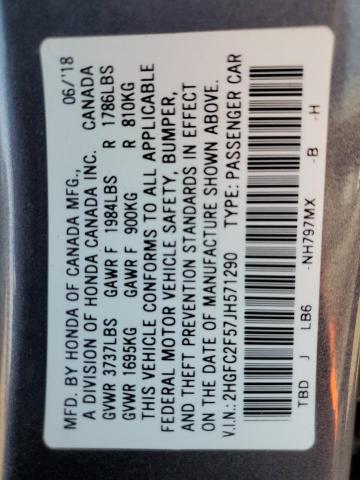 MFD. BY HONDA OF CANADA MFG., 06/'18
A DIVISION OF HONDA CANADA INC. CANADA
GVWR 3737LBS GAWR F 1984LBS R 1786LBS
GVWR 1695KG GAWR F 900KG R 810KG
THIS VEHICLE CONFORMS TO ALL APPLICABLE
FEDERAL MOTOR VEHICLE SAFETY, BUMPER,
AND THEFT PREVENTION STANDARDS IN EFFECT
ON THE DATE OF MANUFACTURE SHOWN ABOVE.
V.I.N.: 2HGFC2F57JH571290 TYPE: PASSENGER CAR
TBD J LB6 -NH797MX -B -H